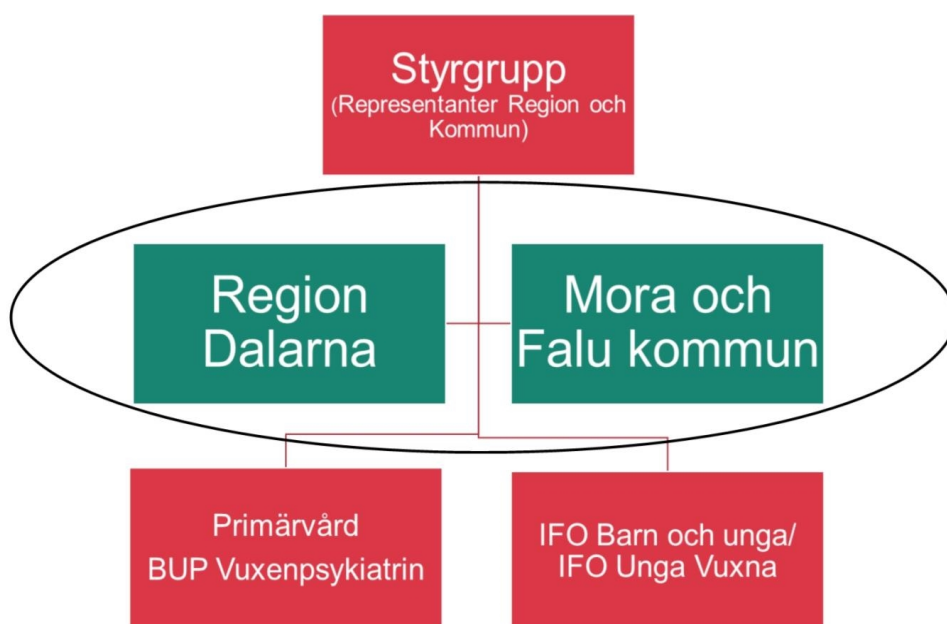 Styrgrupp
(Representanter Region och
Kommun)
Region
Dalarna
Mora och
Falu kommun
Primärvård
BUP Vuxenpsykiatrin
IFO Barn och unga/
IFO Unga Vuxna